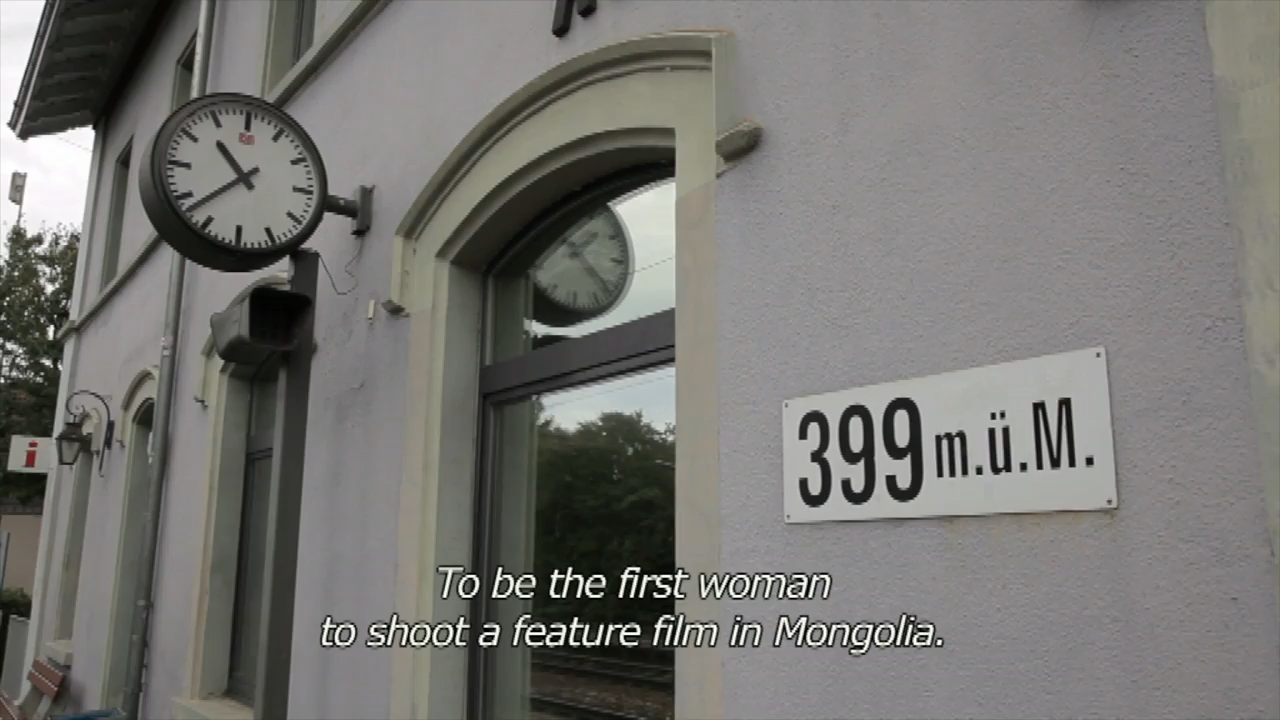 399 m.ü.M.
i
To be the first woman
to shoot a feature film in Mongolia.